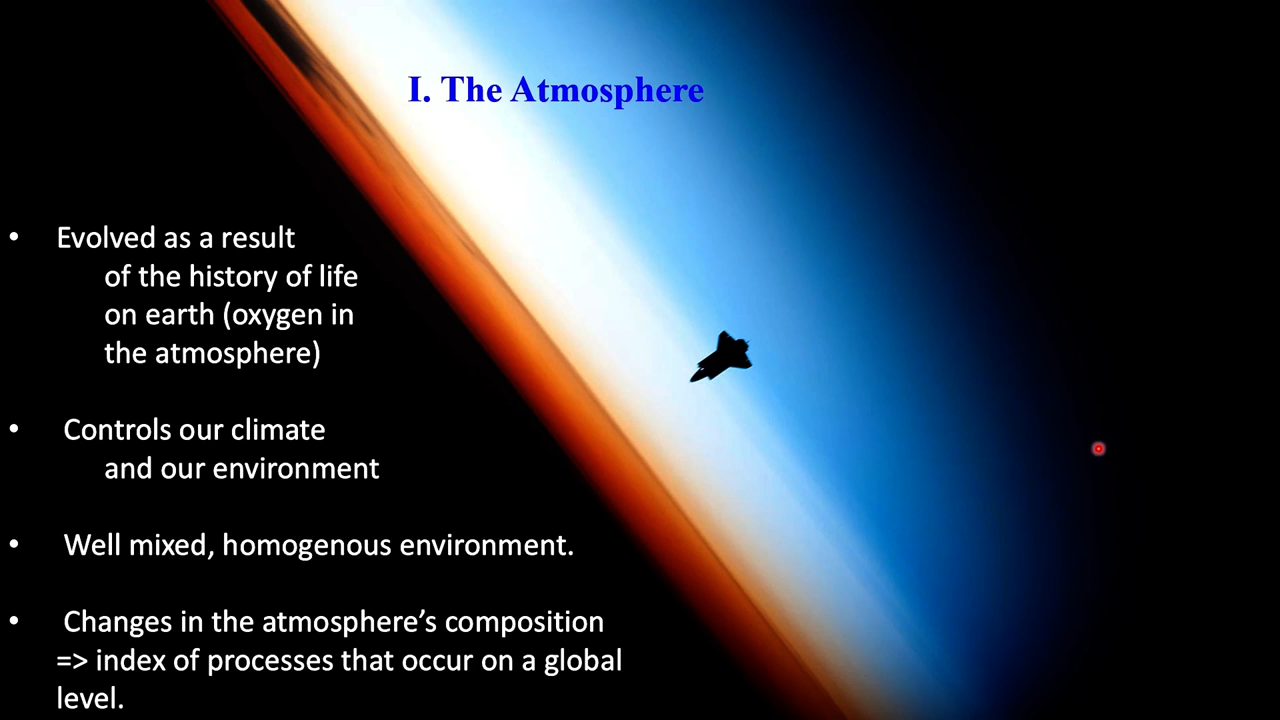 I. The Atmosphere
• Evolved as a result
of the history of life
on earth (oxygen in
the atmosphere)
• Controls our climate
and our environment
• Well mixed, homogenous environment.
• Changes in the atmosphere’s composition
=> index of processes that occur on a global
level.